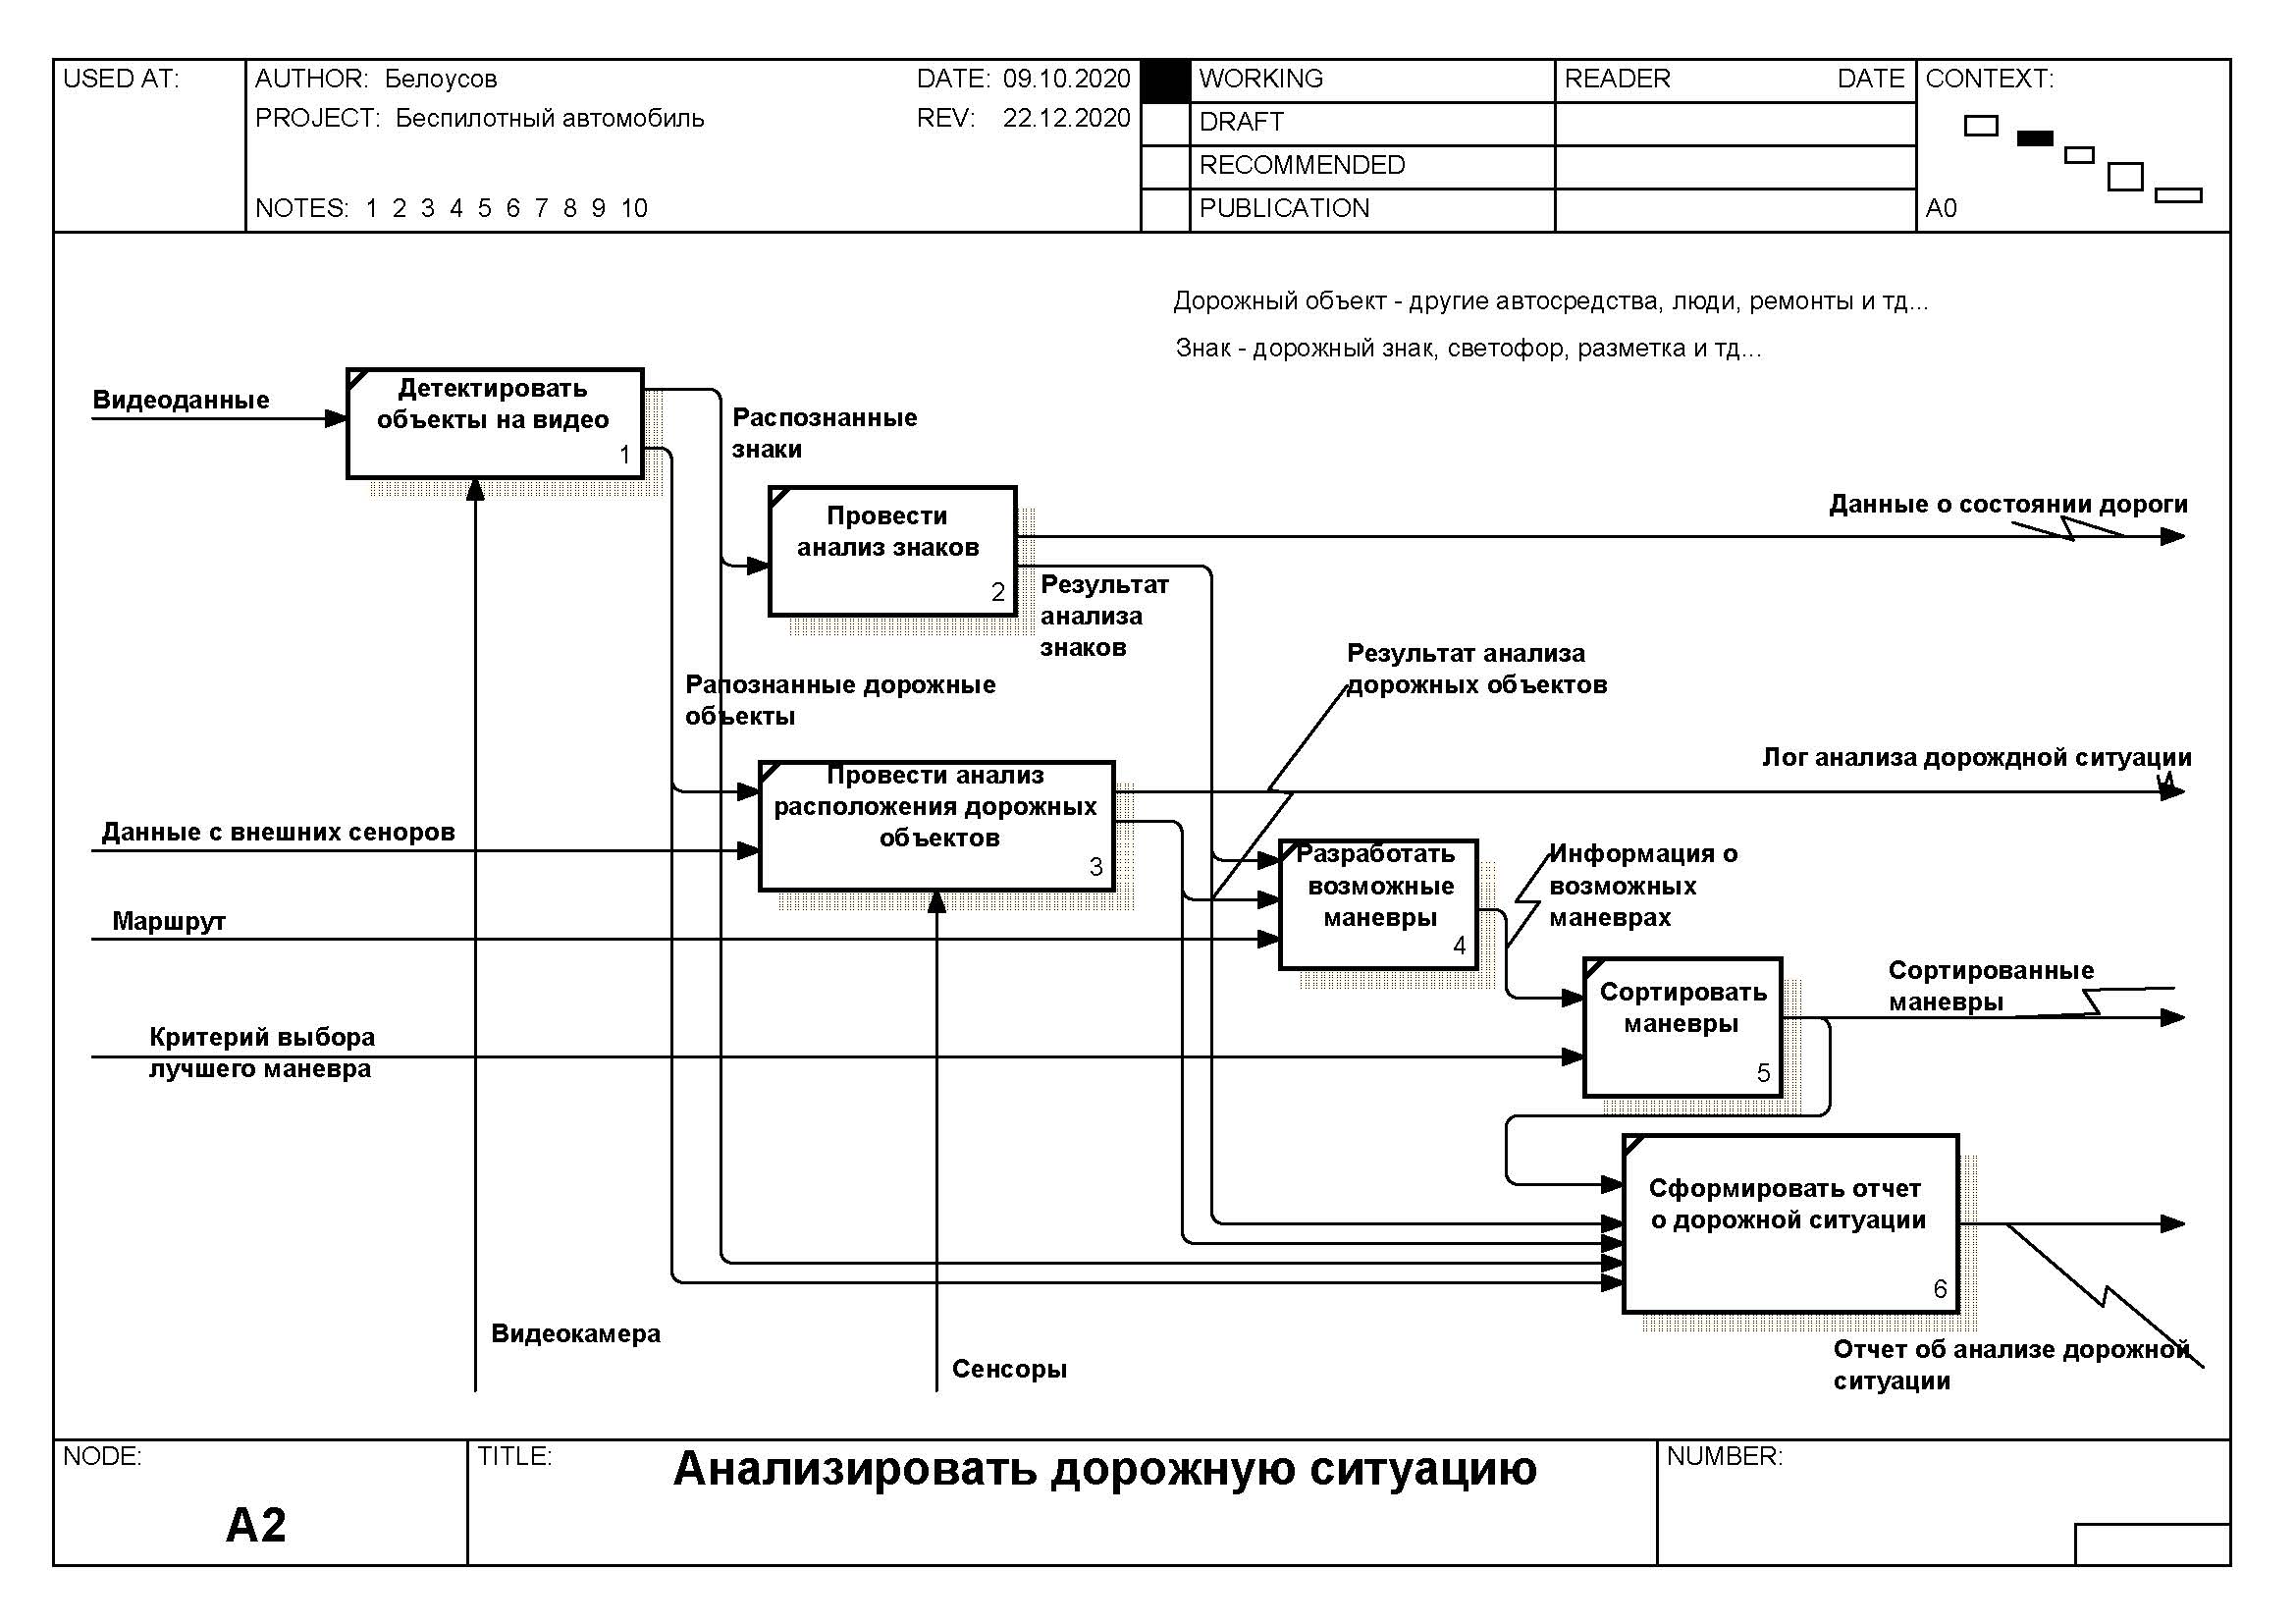 USED AT:
AUTHOR: Белоусов
DATE: 09.10.2020
PROJECT: Беспилотный автомобиль
REV: 22.12.2020
NOTES: 1 2 3 4 5 6 7 8 9 10
WORKING
DRAFT
RECOMMENDED
PUBLICATION
READER DATE
CONTEXT:
A0
Дорожный объект - другие автосредства, люди, ремонты и тд...
Знак - дорожный знак, светофор, разметка и тд...
Видеоданные
Детектировать
объекты на видео
1
Распознанные
знаки
Провести
анализ знаков
2
Данные о состоянии дороги
Результат
анализа
знаков
Результат анализа
дорожных объектов
Рапознанные дорожные
объекты
Лог анализа дорождной ситуации
Провести анализ
расположения дорожных
объектов
3
Данные с внешних сеноров
Разработать
возможные
маневры
4
Информация о
возможных
маневрах
Маршрут
Сортировать
маневры
5
Сортированные
маневры
Критерий выбора
лучшего маневра
Сформировать отчет
о дорожной ситуации
6
Видеокамера
Сенсоры
Отчет об анализе дорожной
ситуации
NODE:
A2
TITLE:
Анализировать дорожную ситуацию
NUMBER: